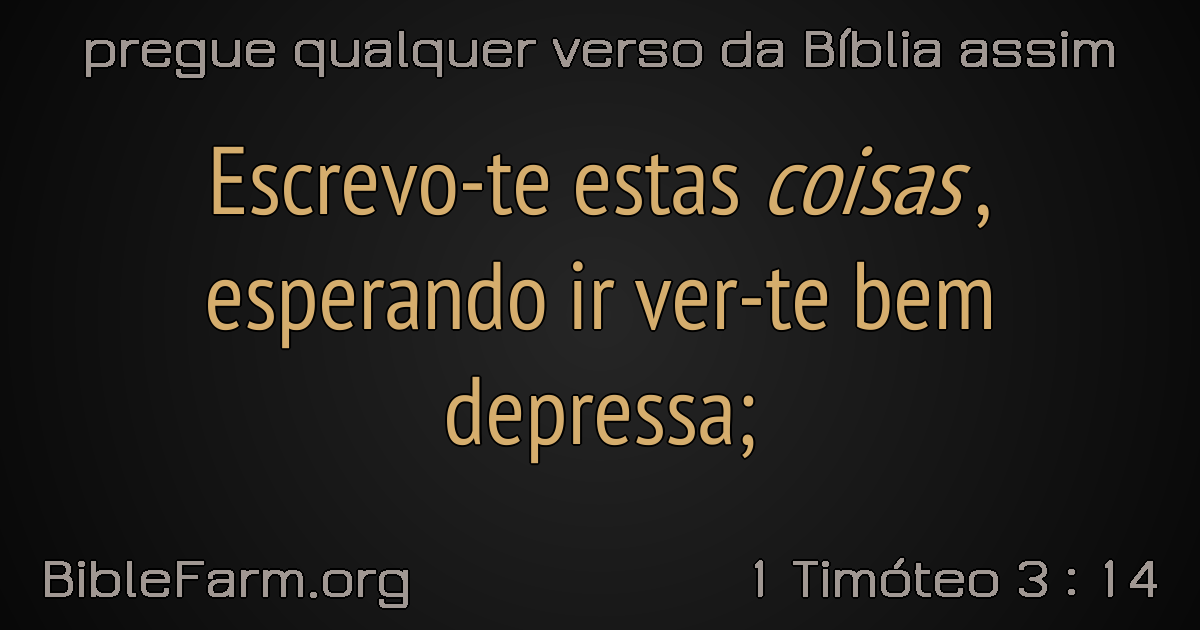 pregue qualquer verso da Bíblia assim
Escrevo-te estas coisas,
esperando ir ver-te bem
depressa;
BibleFarm.org
1 Timóteo 3 : 14